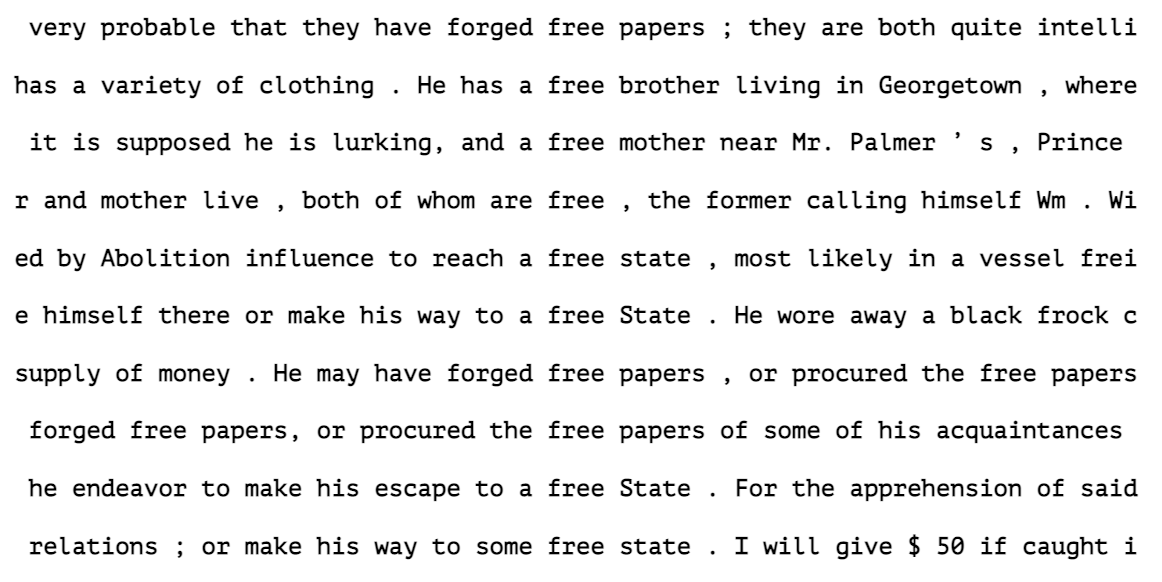 very probable that they have forged free papers ; they are both quite intelli
has a variety of clothing . He has a free brother living in Georgetown , where
it is supposed he is lurking, and a free mother near Mr. Palmer ’ s , Prince
r and mother live , both of whom are free , the former calling himself Wm . Wi
ed by Abolition influence to reach a free state , most likely in a vessel frei
e himself there or make his way to a free State . He wore away a black frock c
supply of money . He may have forged free papers , or procured the free papers
forged free papers, or procured the free papers of some of his acquaintances
he endeavor to make his escape to a free State . For the apprehension of said
relations ; or make his way to some free state . I will give $ 50 if caught i